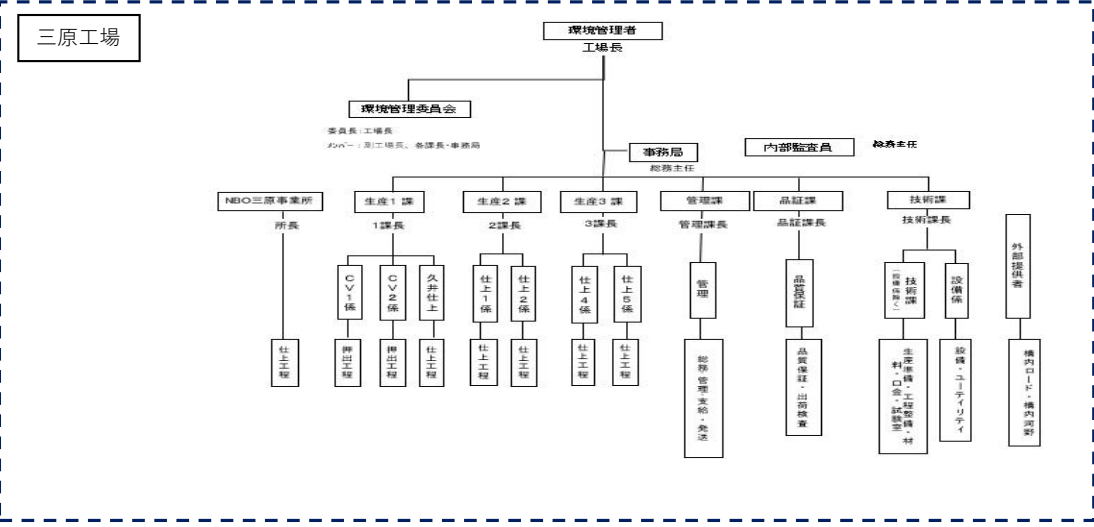 三原工場
環境管理者
工場長
環境管理委員会
委員長：工場長
メンバー：副工場長、各課長・事務局
事務局
総務主任
内部監査員
総務主任
NBO三原事業所
所長
生産1 課
1課長
生産2 課
2課長
生産3 課
3課長
管理課
管理課長
品証課
品証課長
技術課
技術課長
外部提供者
CV1係
CV2係
久井仕上
仕上1係
仕上2係
仕上4係
仕上5係
管理
品質保証
技術課
（設備係除く）
設備係
仕上工程
押出工程
押出工程
仕上工程
仕上工程
仕上工程
仕上工程
仕上工程
総務・管理・支給・発送
品質保証・出荷検査
生産準備・工程整備・材
料・口金・試験室
設備・ユーティリティ
構内ロード・構内河野